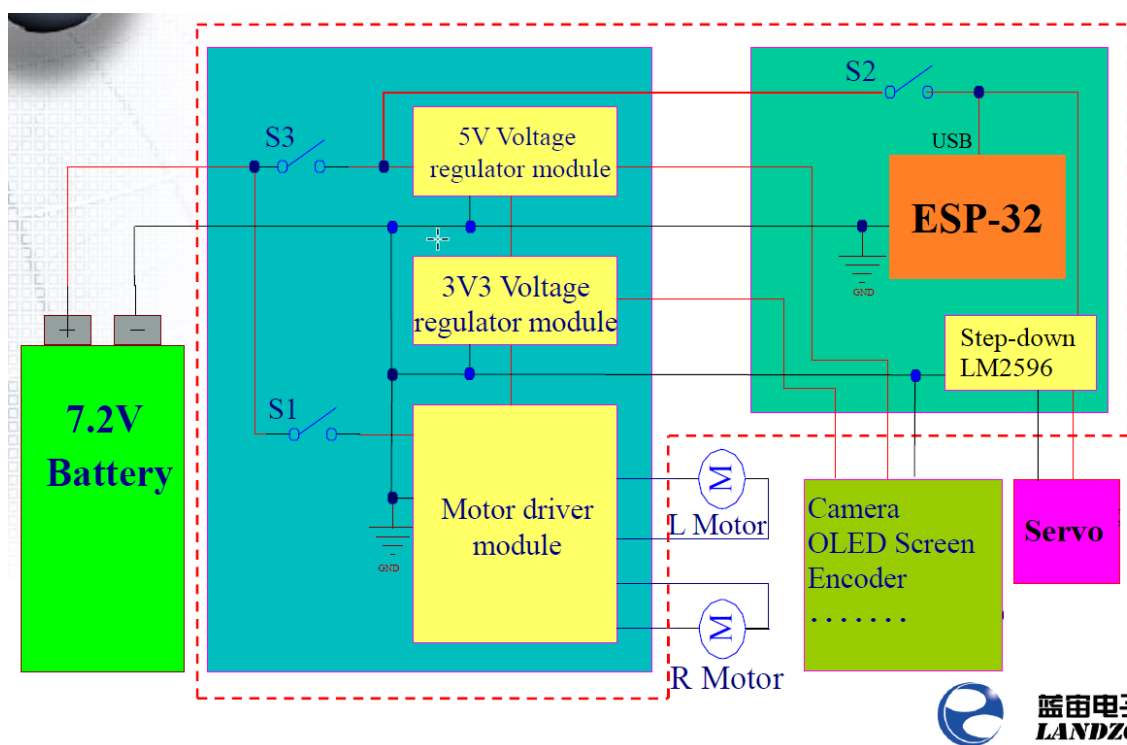 S2
S3
5V Voltage
regulator module
USB
ESP-32
GND
3V3 Voltage
regulator module
Step-down
LM2596
+
−
7.2V
Battery
S1
Motor driver
module
GND
M
L Motor
M
R Motor
Camera
OLED Screen
Encoder
.......
Servo
蓝宙电子
LANDZO